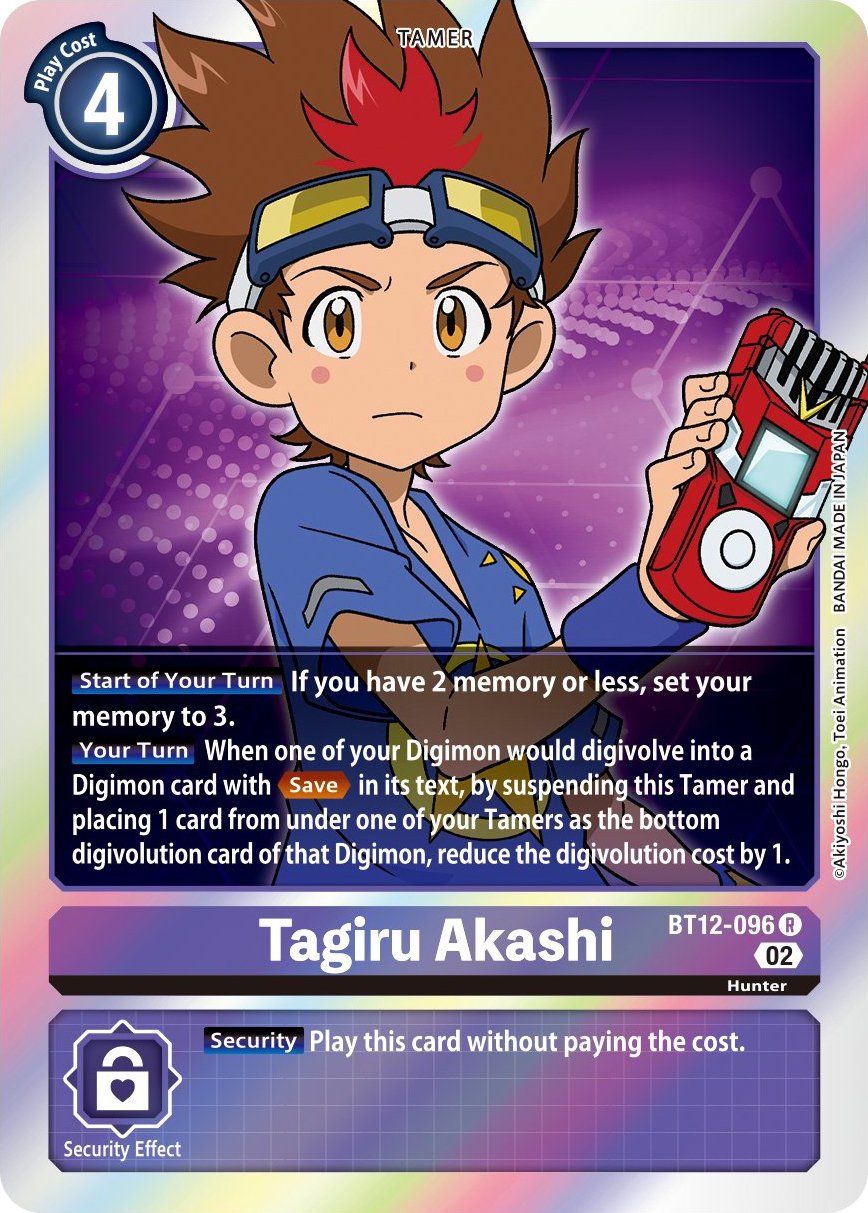 TAMER
Play Cost
4
Start of Your Turn If you have 2 memory or less, set your
memory to 3.
Your Turn When one of your Digimon would digivolve into a
Digimon card with Save in its text, by suspending this Tamer and
placing 1 card from under one of your Tamers as the bottom
digivolution card of that Digimon, reduce the digivolution cost by 1.
©Akiyoshi Hongo, Toei Animation BANDAI MADE IN JAPAN
Tagiru Akashi
BT12-096 R
02
Hunter
Security Play this card without paying the cost.
Security Effect